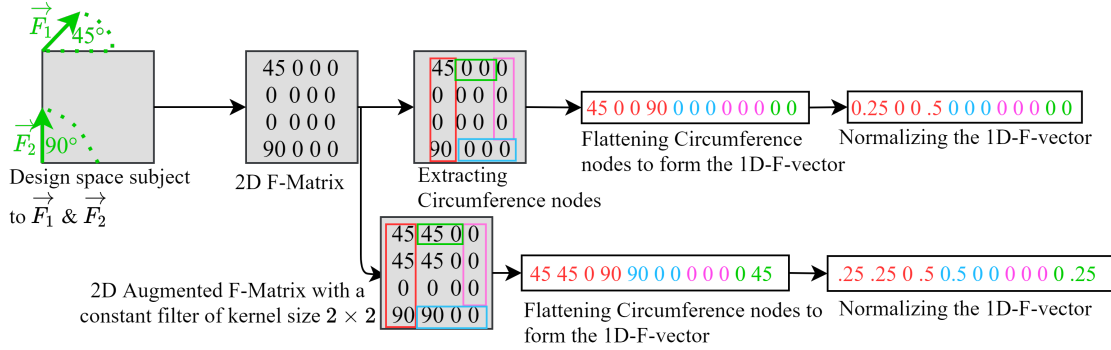 F₁
45°
F₂
90°
Design space subject
to F₁ & F₂
45 0 0 0
0 0 0 0
0 0 0 0
90 0 0 0
2D F-Matrix
45 0 0 0
0 0 0 0
0 0 0 0
90 0 0 0
Extracting
Circumference nodes
45 0 0 90 0 0 0 0 0 0 0 0
Flattening Circumference
nodes to form the 1D-F-vector
0.25 0 0 .5 0 0 0 0 0 0 0 0
Normalizing the 1D-F-vector
45 45 0 0
45 45 0 0
0 0 0 0
90 90 0 0
2D Augmented F-Matrix with a
constant filter of kernel size 2 × 2
45 45 0 90 90 0 0 0 0 0 0 45
Flattening Circumference nodes to
form the 1D-F-vector
.25 .25 0 .5 0.5 0 0 0 0 0 0 .25
Normalizing the 1D-F-vector